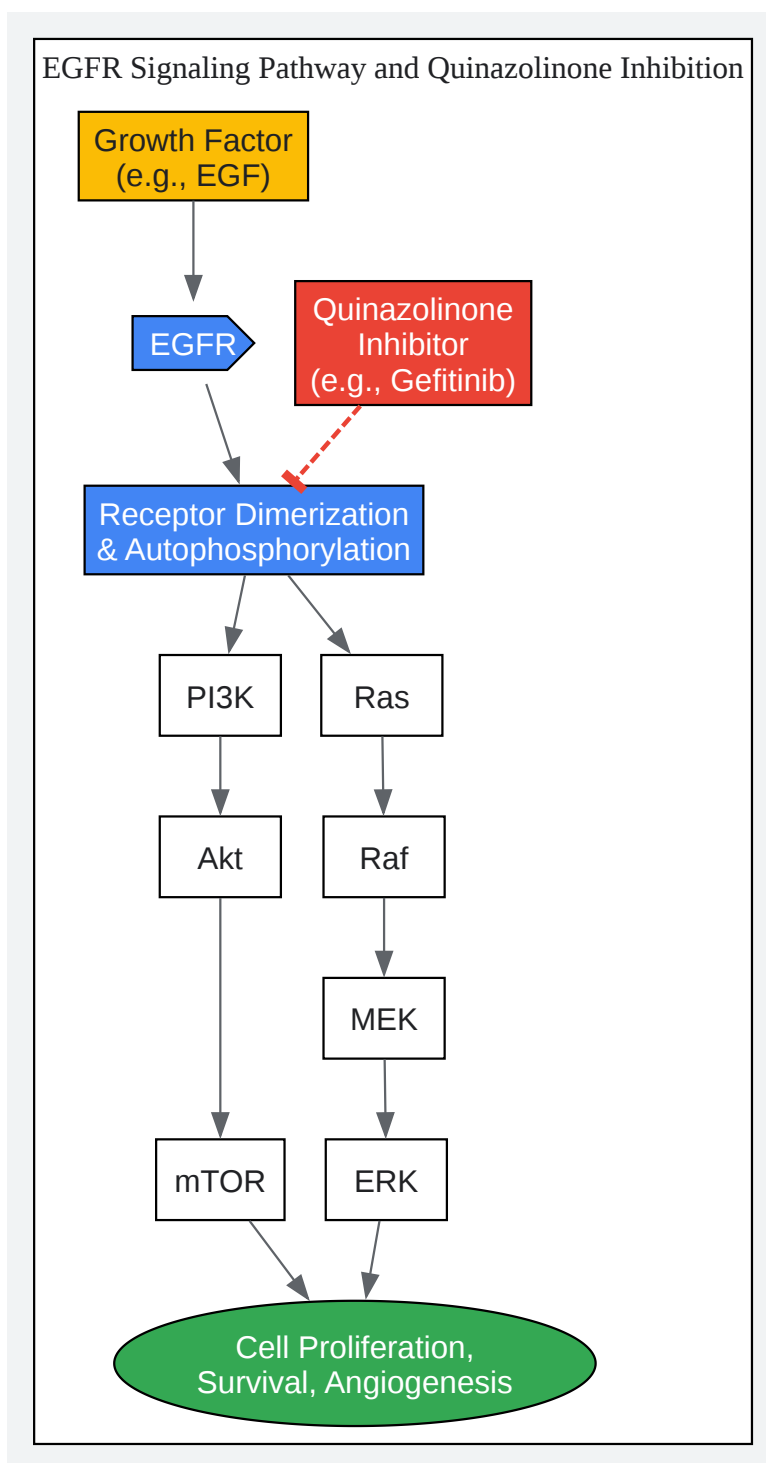 EGFR Signaling Pathway and Quinazolinone Inhibition
Growth Factor
(e.g., EGF)
EGFR
Quinazolinone
Inhibitor
(e.g., Gefitinib)
Receptor Dimerization
& Autophosphorylation
PI3K
Ras
Akt
Raf
MEK
mTOR
ERK
Cell Proliferation,
Survival, Angiogenesis